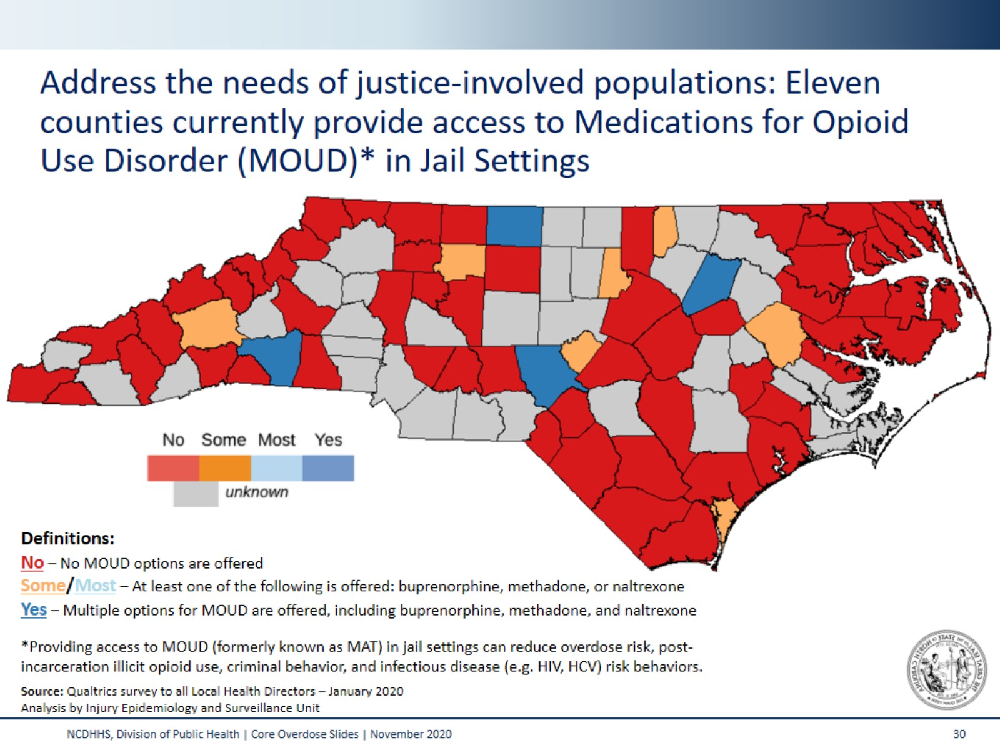 Address the needs of justice-involved populations: Eleven
counties currently provide access to Medications for Opioid
Use Disorder (MOUD)* in Jail Settings
No Some Most Yes
unknown
Definitions:
No – No MOUD options are offered
Some/Most – At least one of the following is offered: buprenorphine, methadone, or naltrexone
Yes – Multiple options for MOUD are offered, including buprenorphine, methadone, and naltrexone
*Providing access to MOUD (formerly known as MAT) in jail settings can reduce overdose risk, post-
incarceration illicit opioid use, criminal behavior, and infectious disease (e.g. HIV, HCV) risk behaviors.
Source: Qualtrics survey to all Local Health Directors – January 2020
Analysis by Injury Epidemiology and Surveillance Unit
NCDHHS, Division of Public Health | Core Overdose Slides | November 2020
30